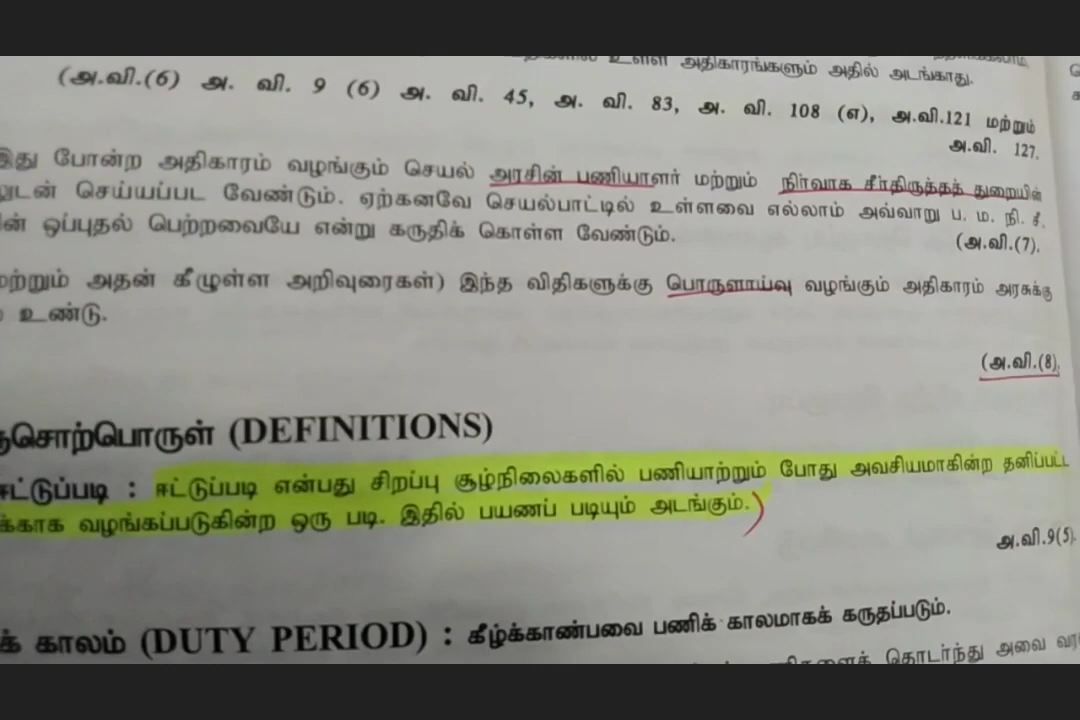 உள்ள அதிகாரங்களும் அதில் அடங்காது.
(அ.வி.(6) அ. வி. 9 (6) அ. வி. 45, அ. வி. 83, அ. வி. 108 (எ), அ.வி.121 மற்றும்
அ.வி. 127.
இது போன்ற அதிகாரம் வழங்கும் செயல் அரசின் பணியாளர் மற்றும் நிர்வாக சீர்திருத்தத் துறையின்
லுடன் செய்யப்பட வேண்டும். ஏற்கனவே செயல்பாட்டில் உள்ளவை எல்லாம் அவ்வாறு ப. ம. நி. சீ.
ின் ஒப்புதல் பெற்றவையே என்று கருதிக் கொள்ள வேண்டும்.
(அ.வி.(7).
மற்றும் அதன் கீழுள்ள அறிவுரைகள்) இந்த விதிகளுக்கு பொருளாய்வு வழங்கும் அதிகாரம் அரசுக்கு
உண்டு.
(அ.வி.(8).
சொற்பொருள் (DEFINITIONS)
ஈட்டுப்படி : ஈட்டுப்படி என்பது சிறப்பு சூழ்நிலைகளில் பணியாற்றும் போது அவசியமாகின்ற தனிப்பட்ட
க்காக வழங்கப்படுகின்ற ஒரு படி. இதில் பயணப் படியும் அடங்கும்.
அ.வி.9(5).
க் காலம் (DUTY PERIOD) : கீழ்க்காண்பவை பணிக் காலமாகக் கருதப்படும்.
தொடர்ந்து அவை